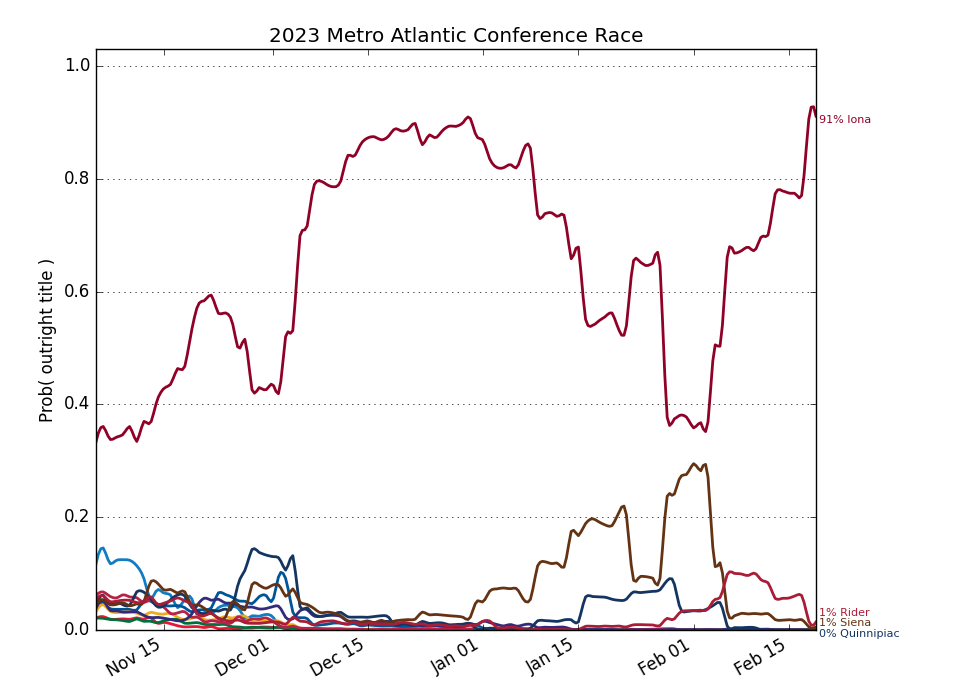 2023 Metro Atlantic Conference Race
Prob( outright title )
1.0
0.8
0.6
0.4
0.2
0.0
91% Iona
1% Rider
1% Siena
0% Quinnipiac
Nov 15
Dec 01
Dec 15
Jan 01
Jan 15
Feb 01
Feb 15